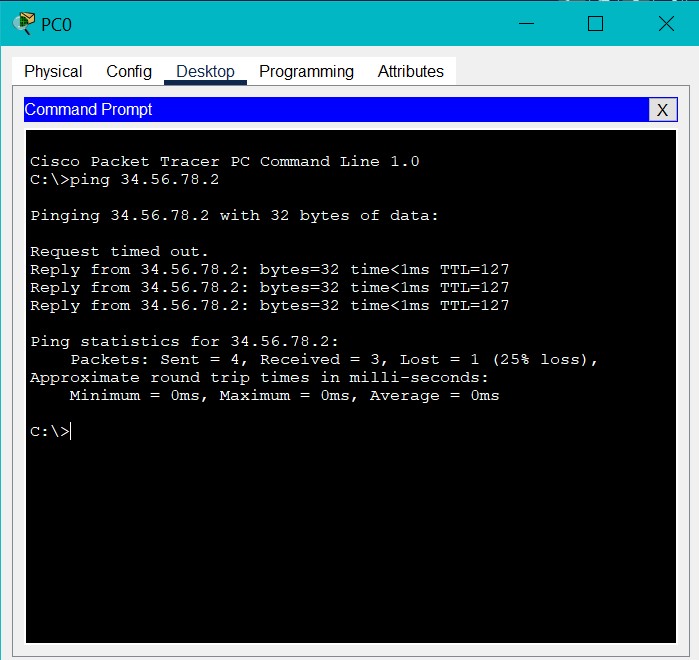 PC0
Physical Config Desktop Programming Attributes
Command Prompt
X
Cisco Packet Tracer PC Command Line 1.0
C:\>ping 34.56.78.2
Pinging 34.56.78.2 with 32 bytes of data:
Request timed out.
Reply from 34.56.78.2: bytes=32 time<1ms TTL=127
Reply from 34.56.78.2: bytes=32 time<1ms TTL=127
Reply from 34.56.78.2: bytes=32 time<1ms TTL=127
Ping statistics for 34.56.78.2:
    Packets: Sent = 4, Received = 3, Lost = 1 (25% loss),
Approximate round trip times in milli-seconds:
    Minimum = 0ms, Maximum = 0ms, Average = 0ms
C:\>